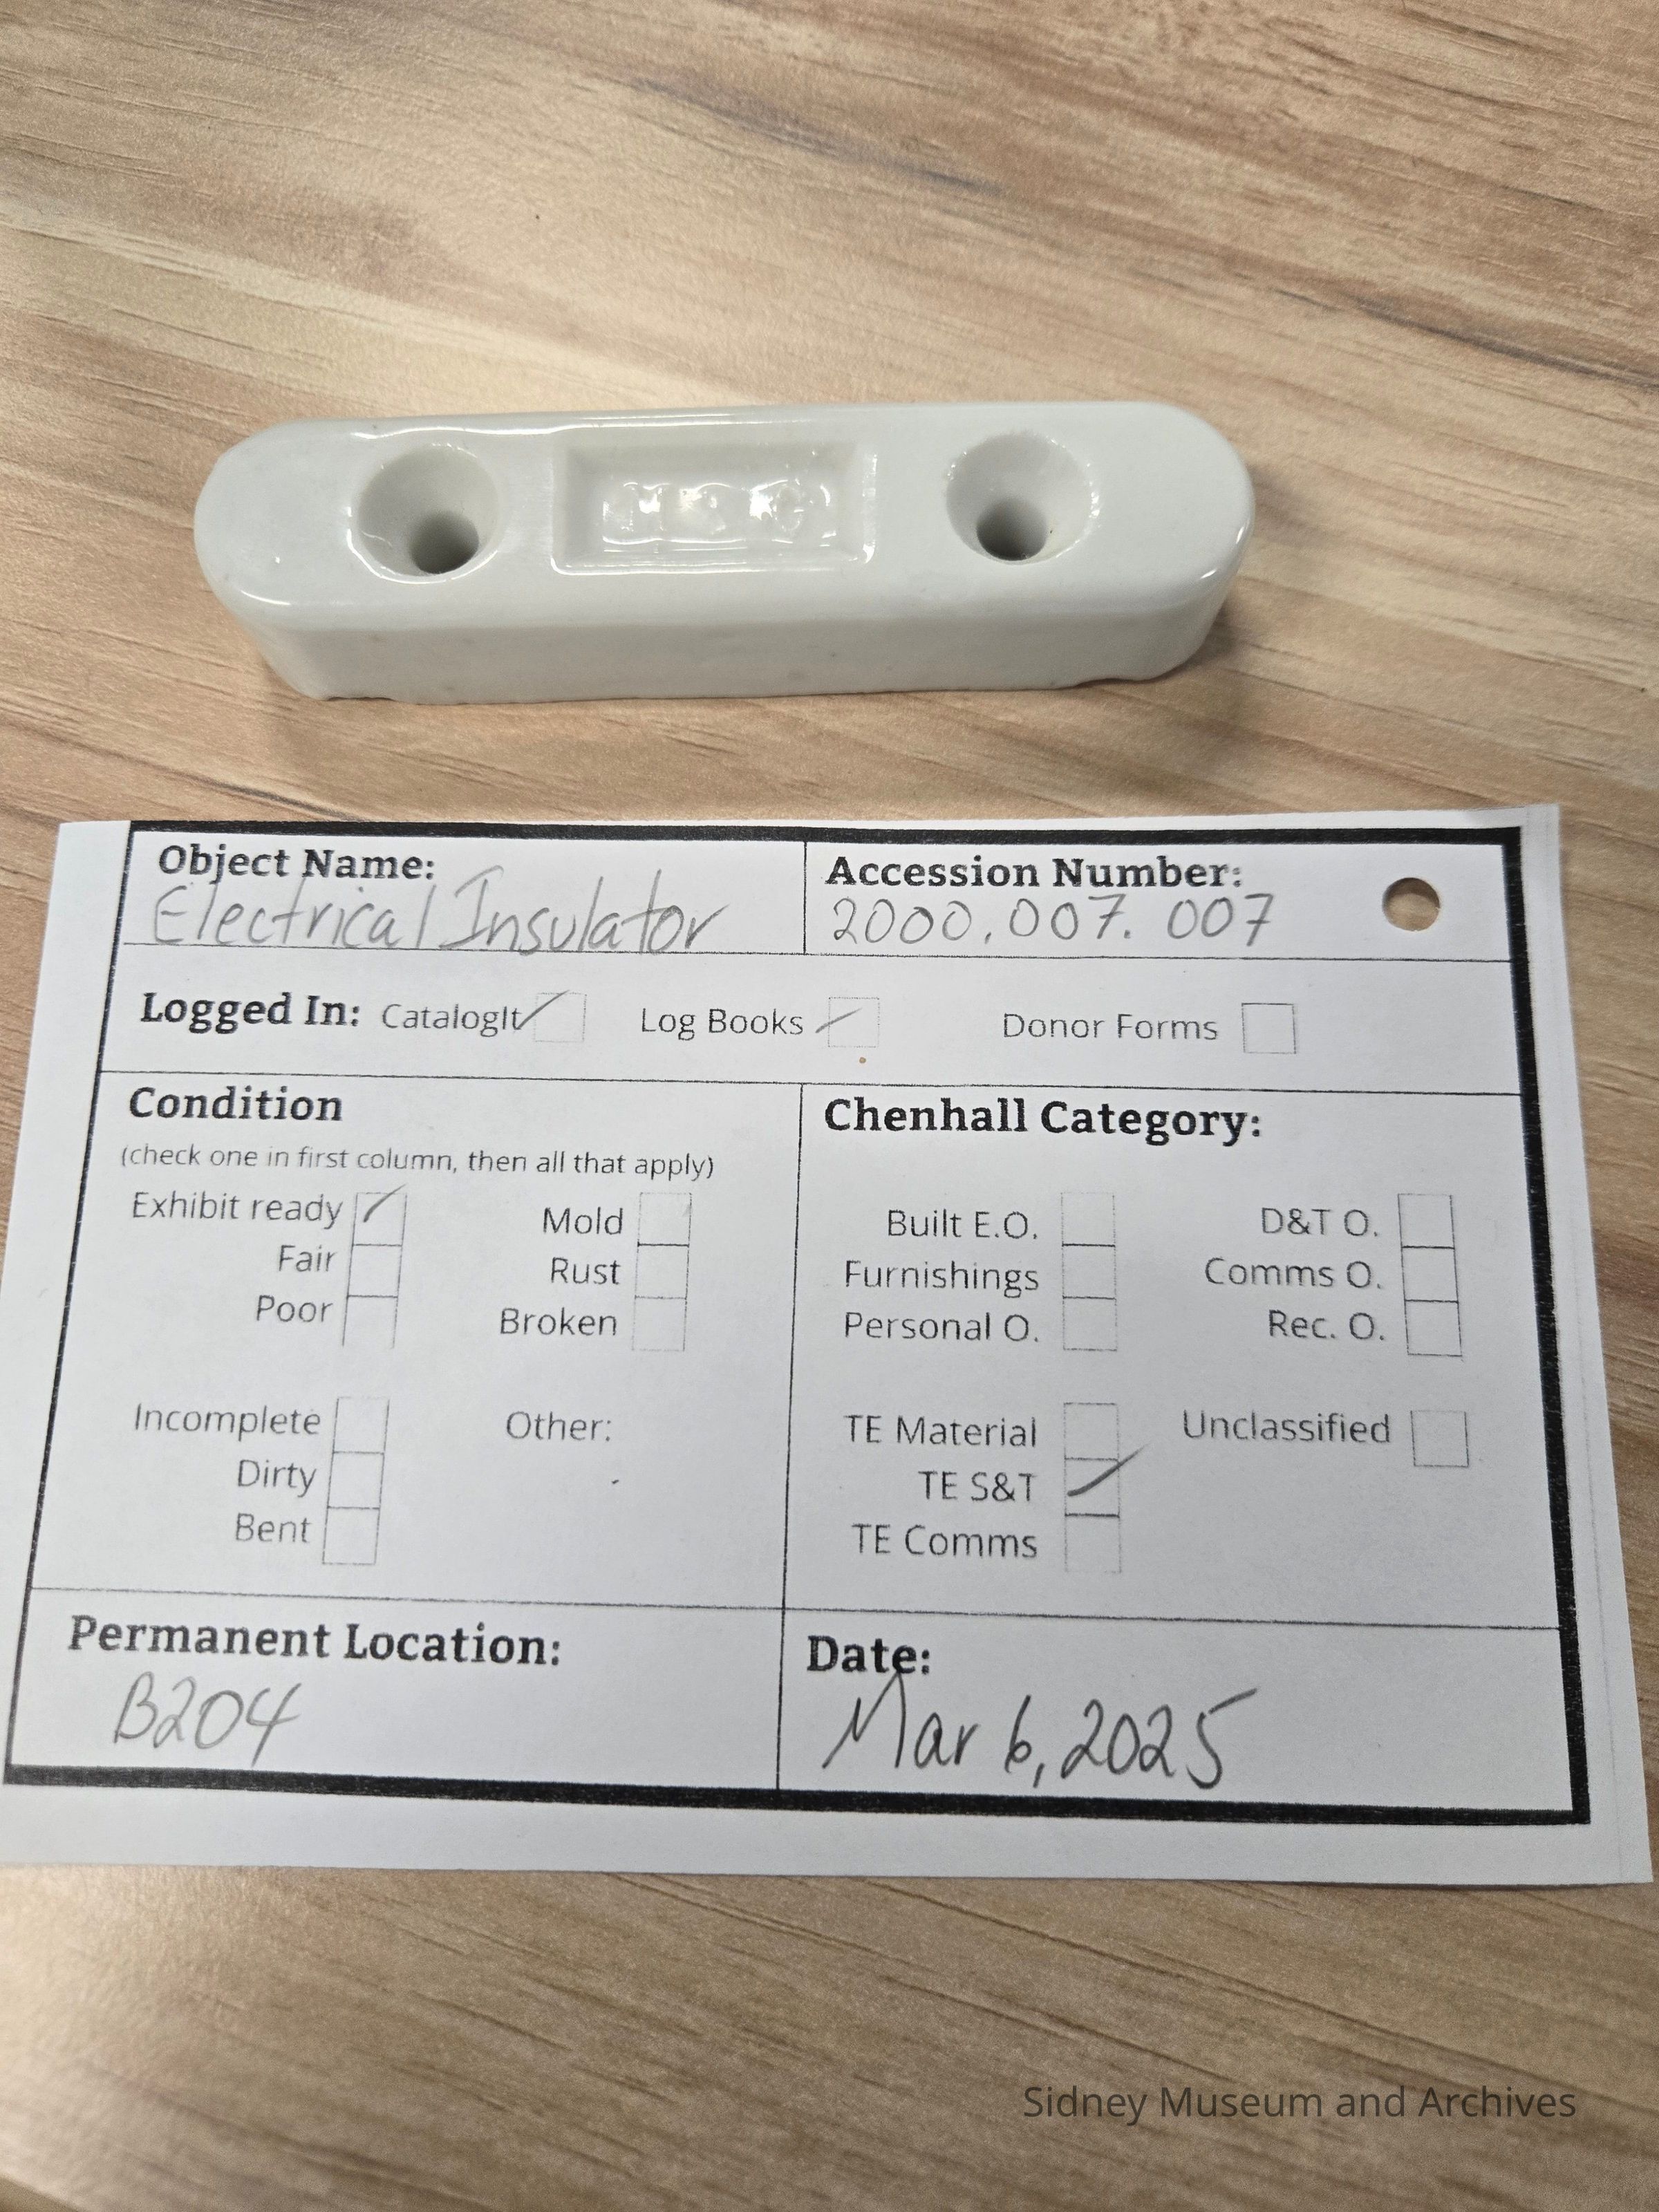 Object Name:
Electrical Insulator
Accession Number:
2000.007.007
Logged In: CatalogIt Log Books Donor Forms
Condition
(check one in first column, then all that apply)
Exhibit ready Mold
Fair Rust
Poor Broken
Incomplete Other:
Dirty
Bent
Chenhall Category:
Built E.O. D&T O.
Furnishings Comms O.
Personal O. Rec. O.
TE Material Unclassified
TE S&T
TE Comms
Permanent Location:
B204
Date:
Mar 6, 2025
Sidney Museum and Archives